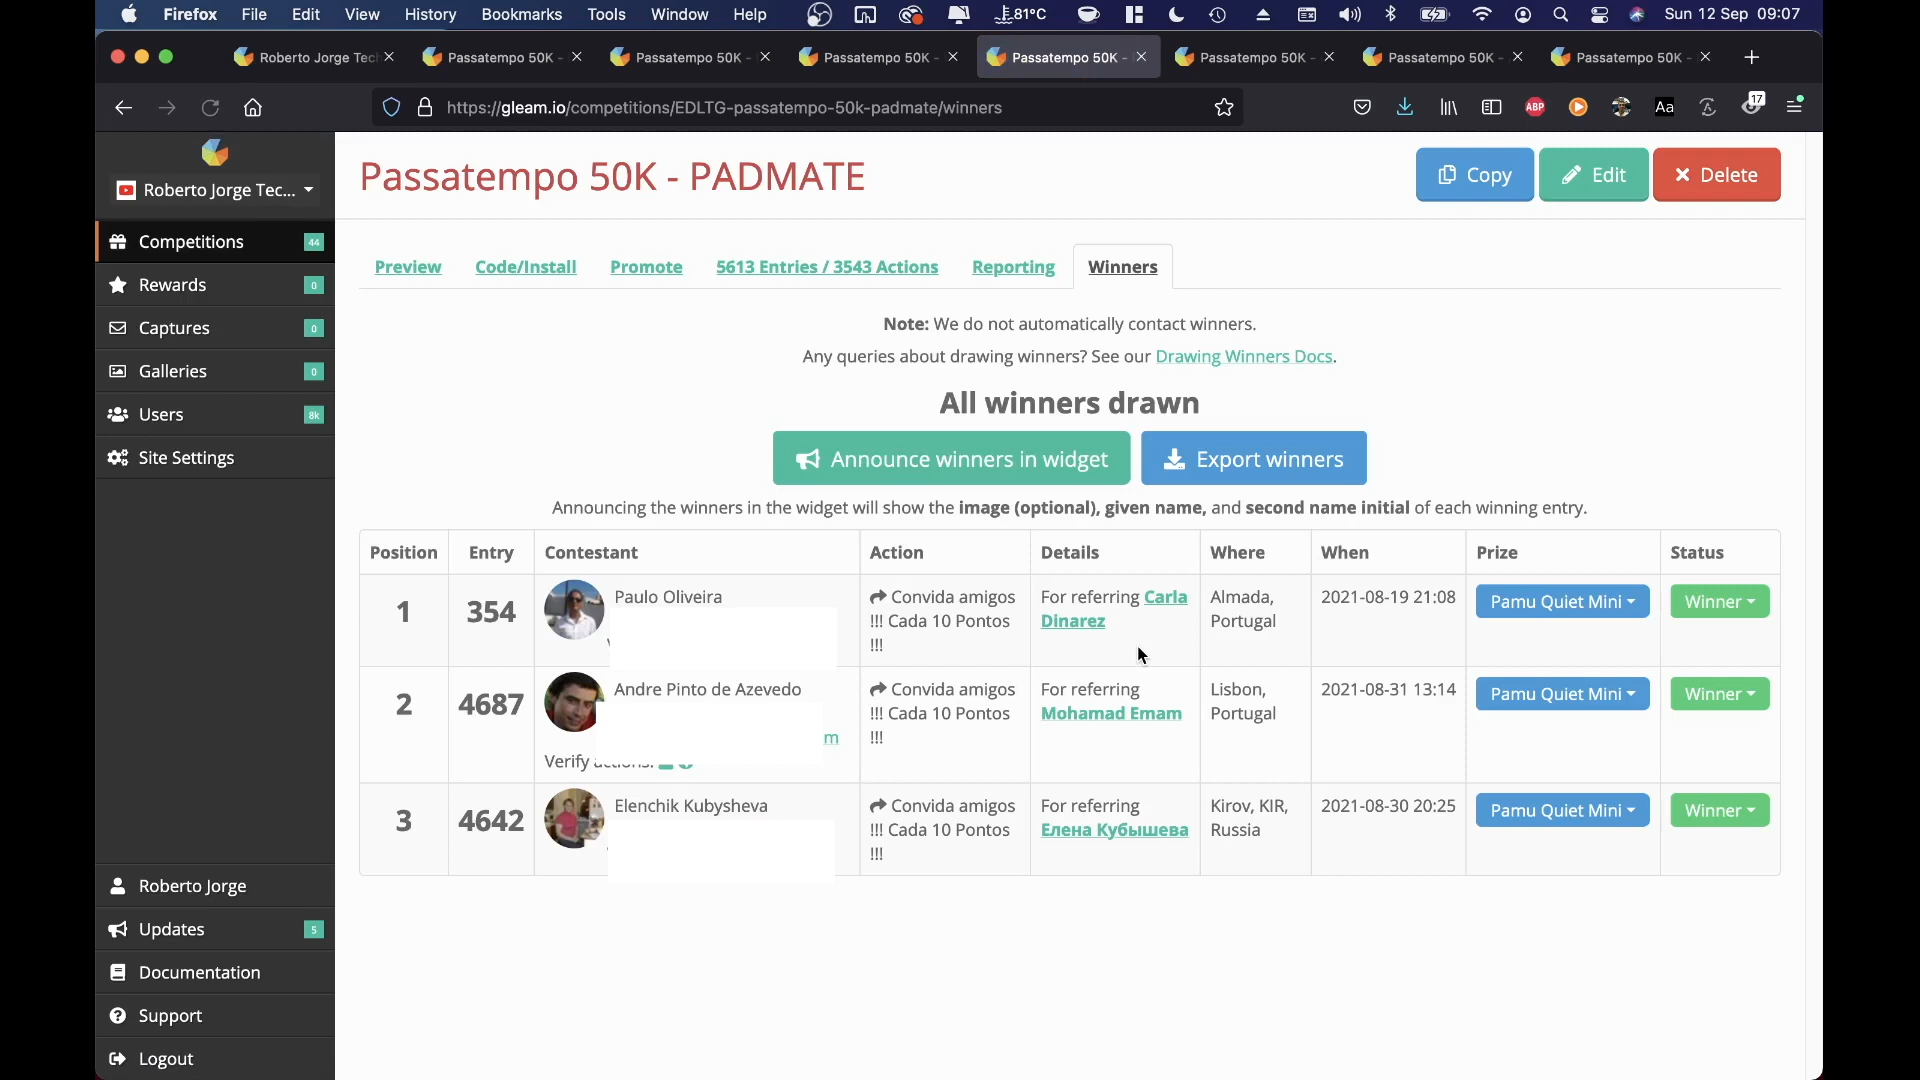 Firefox File Edit View History Bookmarks Tools Window Help 81°C Sun 12 Sep 09:07
Roberto Jorge Tec Passatempo 50K - Passatempo 50K - Passatempo 50K - Passatempo 50K - Passatempo 50K - Passatempo 50K - Passatempo 50K -
https://gleam.io/competitions/EDLTG-passatempo-50k-padmate/winners ABP Aa 17
Roberto Jorge Tec...
Passatempo 50K - PADMATE
Copy Edit Delete
Competitions 44
Rewards 0
Captures 0
Galleries 0
Users 8k
Site Settings
Preview Code/Install Promote 5613 Entries / 3543 Actions Reporting Winners
Note: We do not automatically contact winners.
Any queries about drawing winners? See our Drawing Winners Docs.
All winners drawn
Announce winners in widget Export winners
Announcing the winners in the widget will show the image (optional), given name, and second name initial of each winning entry.
Position Entry Contestant Action Details Where When Prize Status
1 354 Paulo Oliveira Convida amigos For referring Carla Almada, 2021-08-19 21:08 Pamu Quiet Mini Winner
!!! Cada 10 Pontos Dinarez Portugal
!!!
2 4687 Andre Pinto de Azevedo Convida amigos For referring Lisbon, 2021-08-31 13:14 Pamu Quiet Mini Winner
!!! Cada 10 Pontos Mohamad Emam Portugal
m !!!
Verify actions:
3 4642 Elenchik Kubysheva Convida amigos For referring Kirov, KIR, 2021-08-30 20:25 Pamu Quiet Mini Winner
!!! Cada 10 Pontos Елена Кубышева Russia
!!!
Roberto Jorge
Updates 5
Documentation
Support
Logout